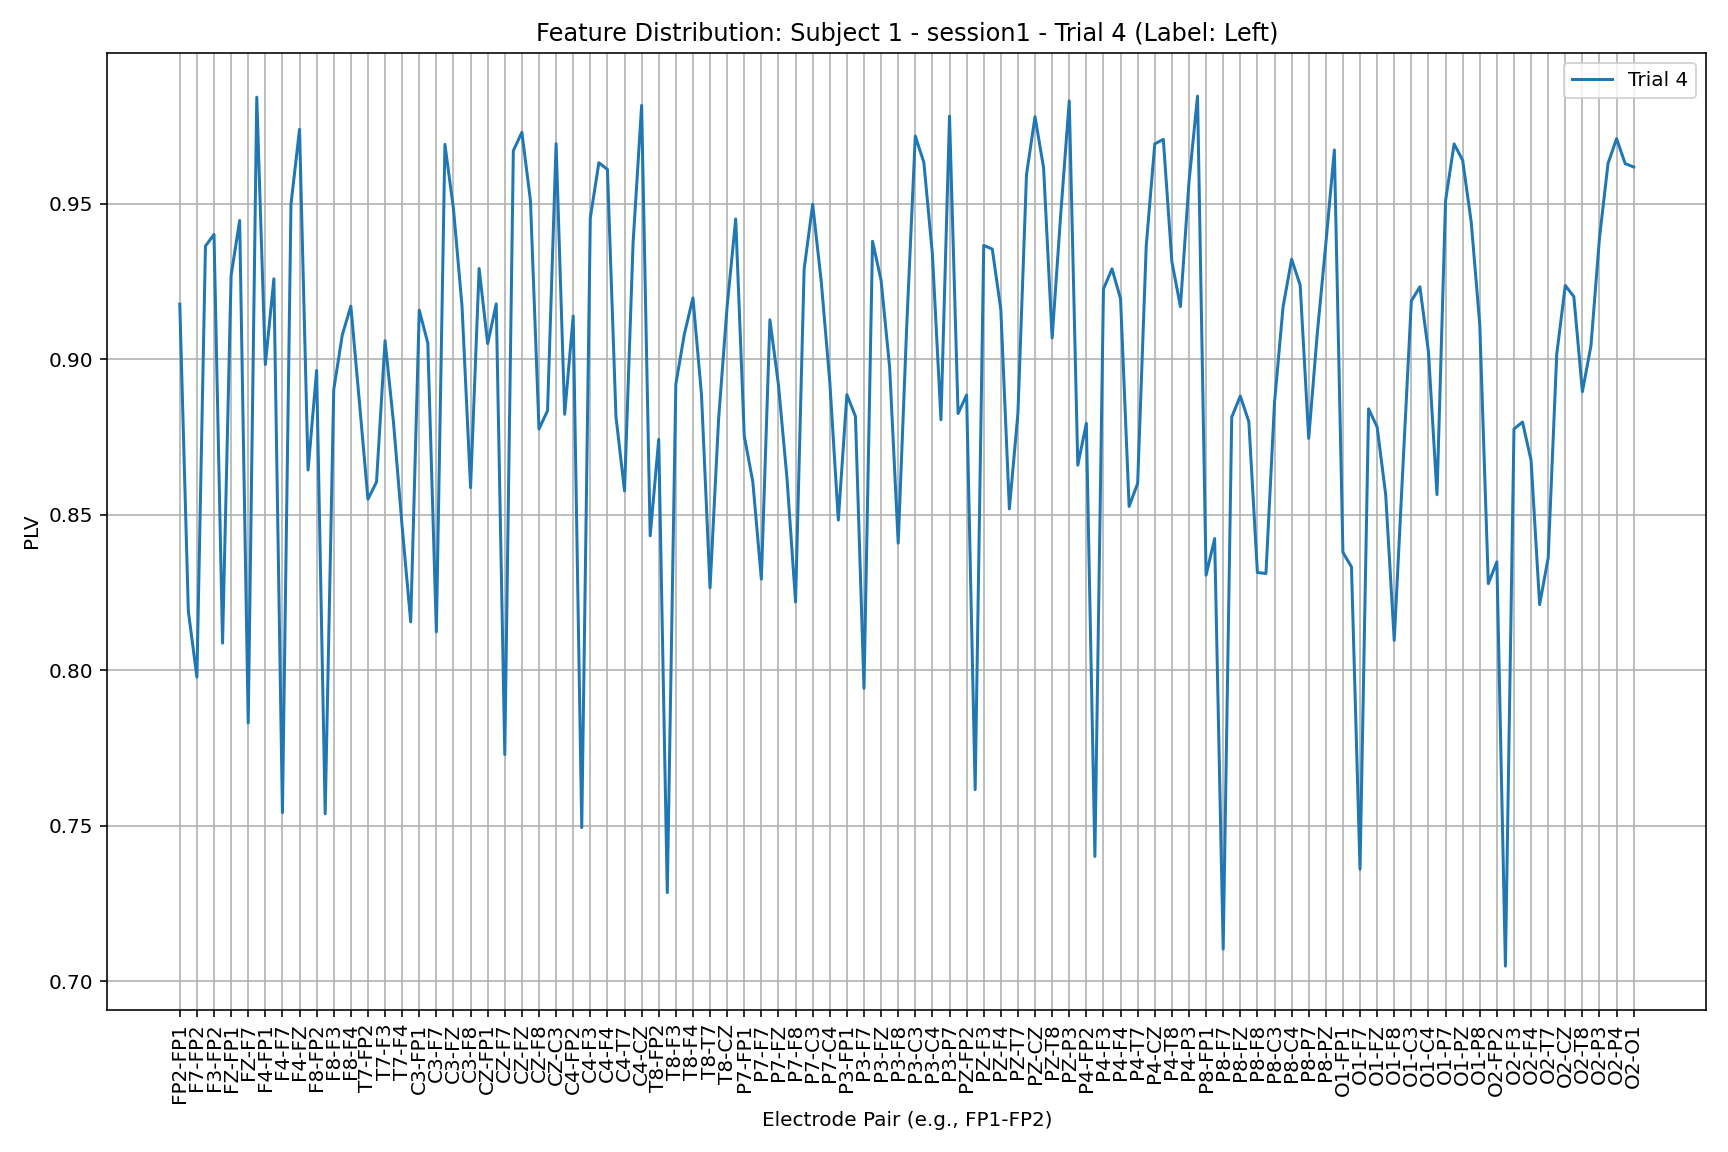 Feature Distribution: Subject 1 - session1 - Trial 4 (Label: Left)
Trial 4
PLV
0.95
0.90
0.85
0.80
0.75
0.70
FP2-FP1
F7-FP2
F3-FP2
FZ-FP1
FZ-F7
F4-FP1
F4-F7
F4-FZ
F8-FP2
F8-F3
F8-F4
T7-FP2
T7-F3
T7-F4
C3-FP1
C3-F7
C3-FZ
C3-F8
CZ-FP1
CZ-F7
CZ-FZ
CZ-F8
CZ-C3
C4-FP2
C4-F3
C4-F4
C4-T7
C4-CZ
T8-FP2
T8-F3
T8-F4
T8-T7
T8-CZ
P7-FP1
P7-F7
P7-FZ
P7-F8
P7-C3
P7-C4
P3-FP1
P3-F7
P3-FZ
P3-F8
P3-C3
P3-C4
P3-P7
PZ-FP2
PZ-F3
PZ-F4
PZ-T7
PZ-CZ
PZ-T8
PZ-P3
P4-FP2
P4-F3
P4-F4
P4-T7
P4-CZ
P4-T8
P4-P3
P8-FP1
P8-F7
P8-FZ
P8-F8
P8-C3
P8-C4
P8-P7
P8-PZ
O1-FP1
O1-F7
O1-FZ
O1-F8
O1-C3
O1-C4
O1-P7
O1-PZ
O1-P8
O2-FP2
O2-F3
O2-F4
O2-T7
O2-CZ
O2-T8
O2-P3
O2-P4
O2-O1
Electrode Pair (e.g., FP1-FP2)